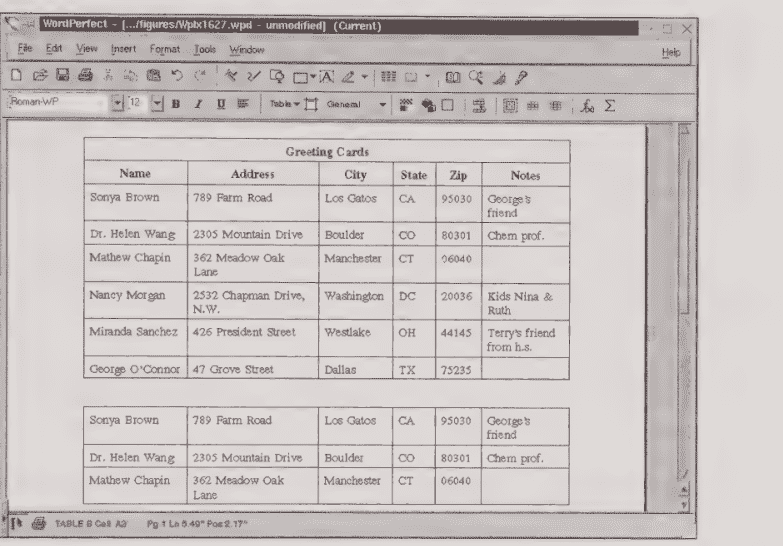 WordPerfect - [.../figures/Wplx1627.wpd - unmodified] (Current)
File Edit View Insert Format Tools Window Help
Roman-WP 12 B I U Table General
Greeting Cards
Name Address City State Zip Notes
Sonya Brown 789 Farm Road Los Gatos CA 95030 George's
friend
Dr. Helen Wang 2305 Mountain Drive Boulder CO 80301 Chem prof.
Mathew Chapin 362 Meadow Oak Manchester CT 06040
Lane
Nancy Morgan 2532 Chapman Drive, Washington DC 20036 Kids Nina &
N.W. Ruth
Miranda Sanchez 426 President Street Westlake OH 44145 Terry's friend
from h.s.
George O'Connor 47 Grove Street Dallas TX 75235
Sonya Brown 789 Farm Road Los Gatos CA 95030 George's
friend
Dr. Helen Wang 2305 Mountain Drive Boulder CO 80301 Chem prof.
Mathew Chapin 362 Meadow Oak Manchester CT 06040
Lane
TABLE B Cell A3 Pg 1 Ln 5.49" Pos 2.17"